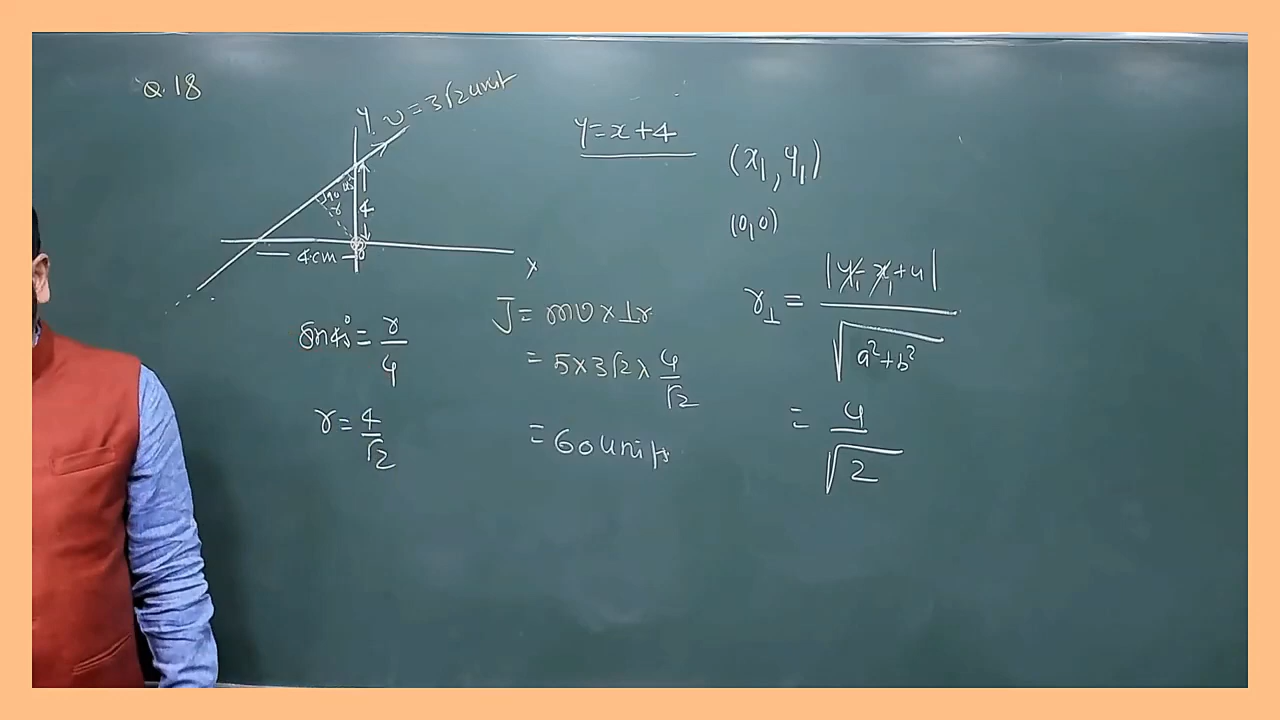 Q.18
y
v = 3√2 unit
90 45°
r
4
4cm
x
sin45° = r/4
r = 4/√2
J = mv × ⊥r
= 5 × 3√2 × 4/√2
= 60 units
y = x + 4
(x₁, y₁)
(0,0)
r⊥ = |y₁ - x₁ + 4| / √a² + b²
= 4/√2